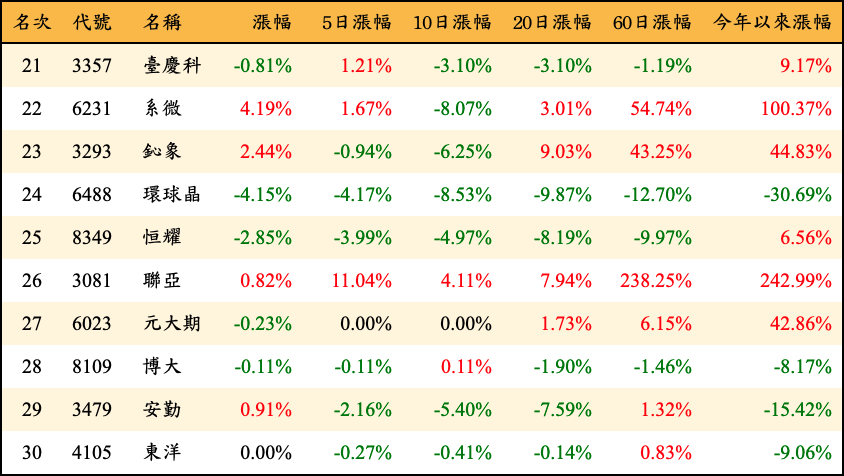 名次 代號 名稱 漲幅 5日漲幅 10日漲幅 20日漲幅 60日漲幅 今年以來漲幅
21 3357 臺慶科 -0.81% 1.21% -3.10% -3.10% -1.19% 9.17%
22 6231 系微 4.19% 1.67% -8.07% 3.01% 54.74% 100.37%
23 3293 鈊象 2.44% -0.94% -6.25% 9.03% 43.25% 44.83%
24 6488 環球晶 -4.15% -4.17% -8.53% -9.87% -12.70% -30.69%
25 8349 恒耀 -2.85% -3.99% -4.97% -8.19% -9.97% 6.56%
26 3081 聯亞 0.82% 11.04% 4.11% 7.94% 238.25% 242.99%
27 6023 元大期 -0.23% 0.00% 0.00% 1.73% 6.15% 42.86%
28 8109 博大 -0.11% -0.11% 0.11% -1.90% -1.46% -8.17%
29 3479 安勤 0.91% -2.16% -5.40% -7.59% 1.32% -15.42%
30 4105 東洋 0.00% -0.27% -0.41% -0.14% 0.83% -9.06%